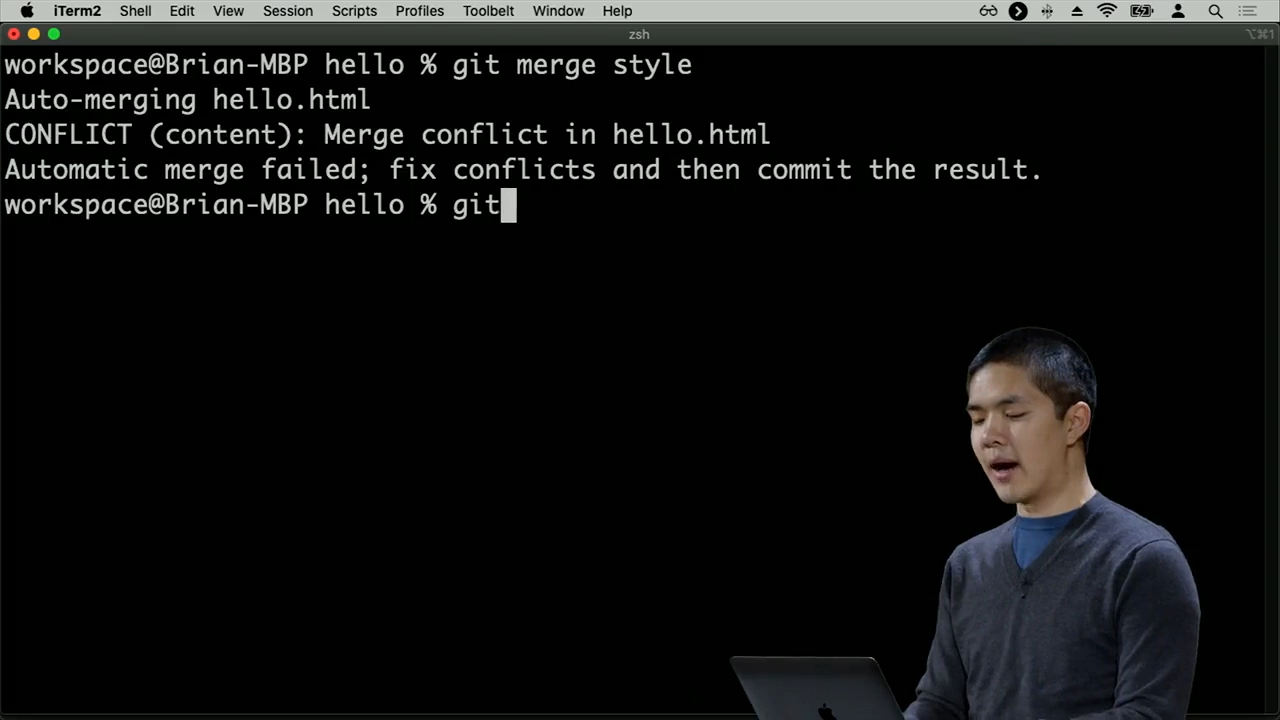 iTerm2 Shell Edit View Session Scripts Profiles Toolbelt Window Help
zsh
⌥⌘1
workspace@Brian-MBP hello % git merge style
Auto-merging hello.html
CONFLICT (content): Merge conflict in hello.html
Automatic merge failed; fix conflicts and then commit the result.
workspace@Brian-MBP hello % git